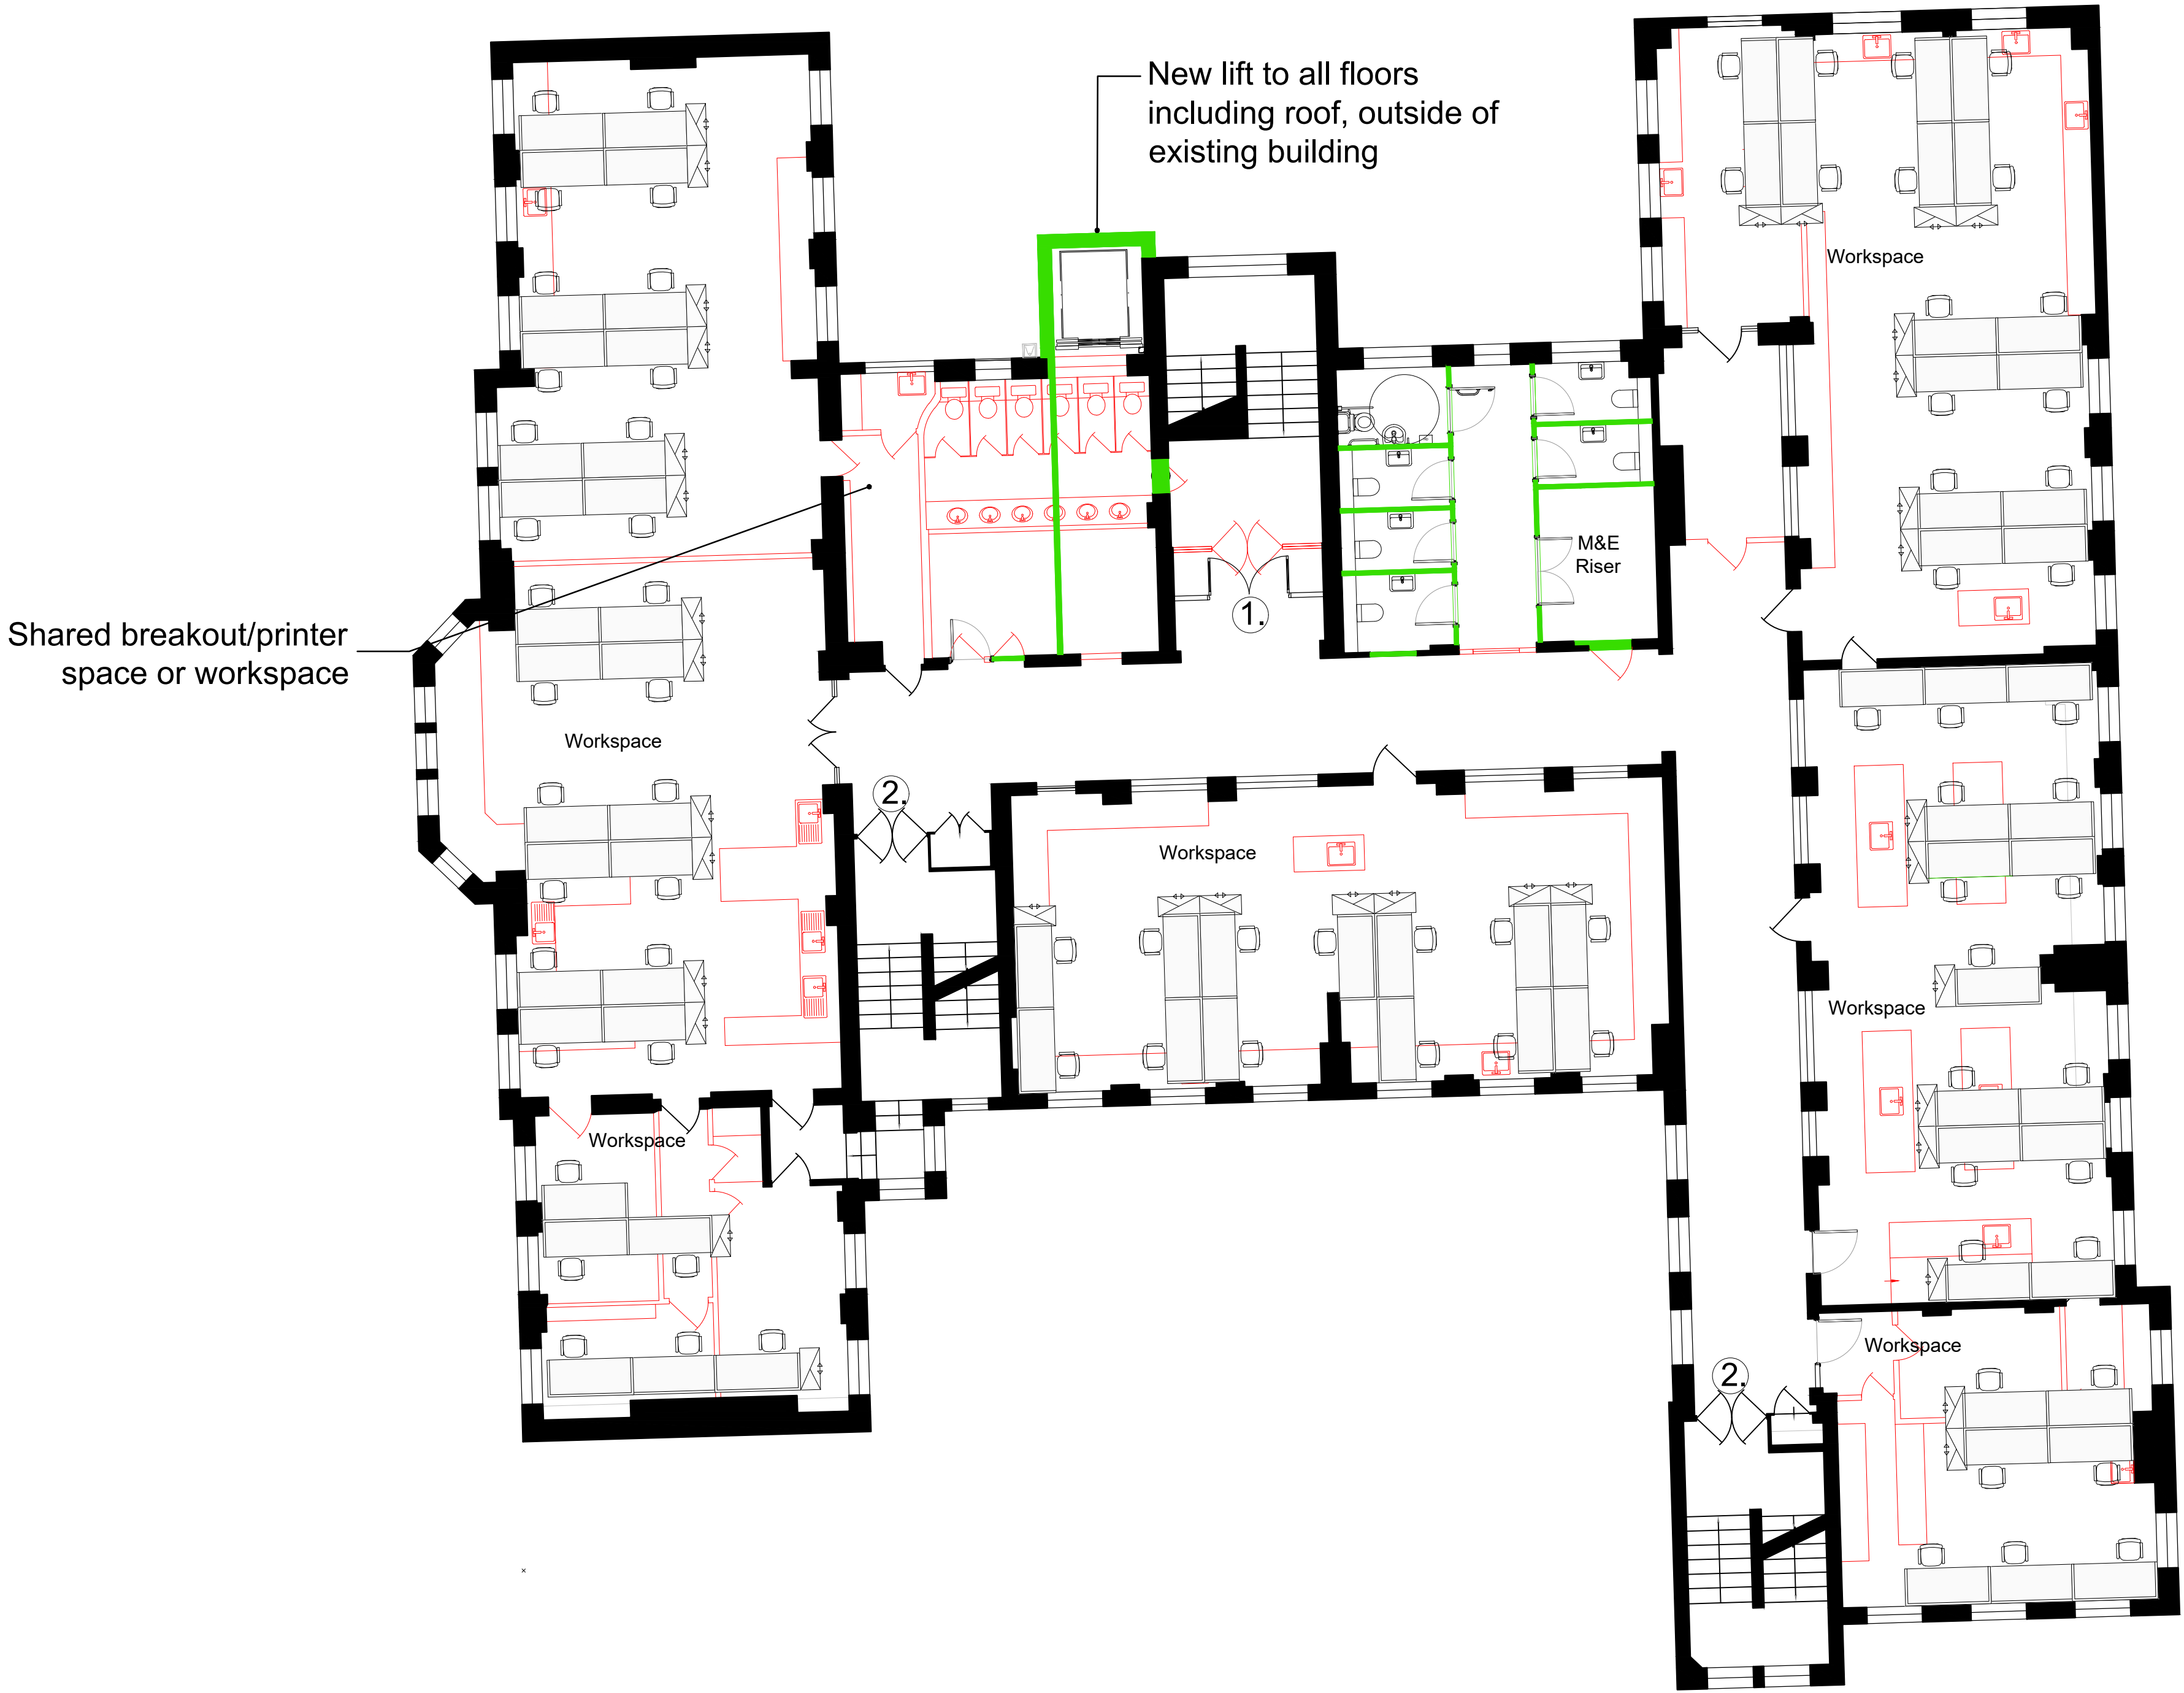 New lift to all floors
including roof, outside of
existing building
Workspace
M&E
Riser
1.
Shared breakout/printer
space or workspace
Workspace
2.
Workspace
Workspace
Workspace
Workspace
2.